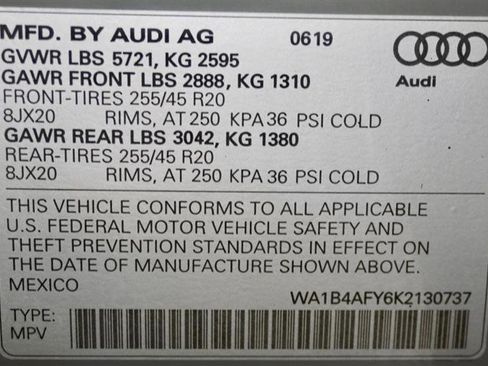 MFD. BY AUDI AG 0619
GVWR LBS 5721, KG 2595
GAWR FRONT LBS 2888, KG 1310
Audi
FRONT-TIRES 255/45 R20
8JX20 RIMS, AT 250 KPA 36 PSI COLD
GAWR REAR LBS 3042, KG 1380
REAR-TIRES 255/45 R20
8JX20 RIMS, AT 250 KPA 36 PSI COLD
THIS VEHICLE CONFORMS TO ALL APPLICABLE
U.S. FEDERAL MOTOR VEHICLE SAFETY AND
THEFT PREVENTION STANDARDS IN EFFECT ON
THE DATE OF MANUFACTURE SHOWN ABOVE.
MEXICO
WA1B4AFY6K2130737
TYPE:
MPV